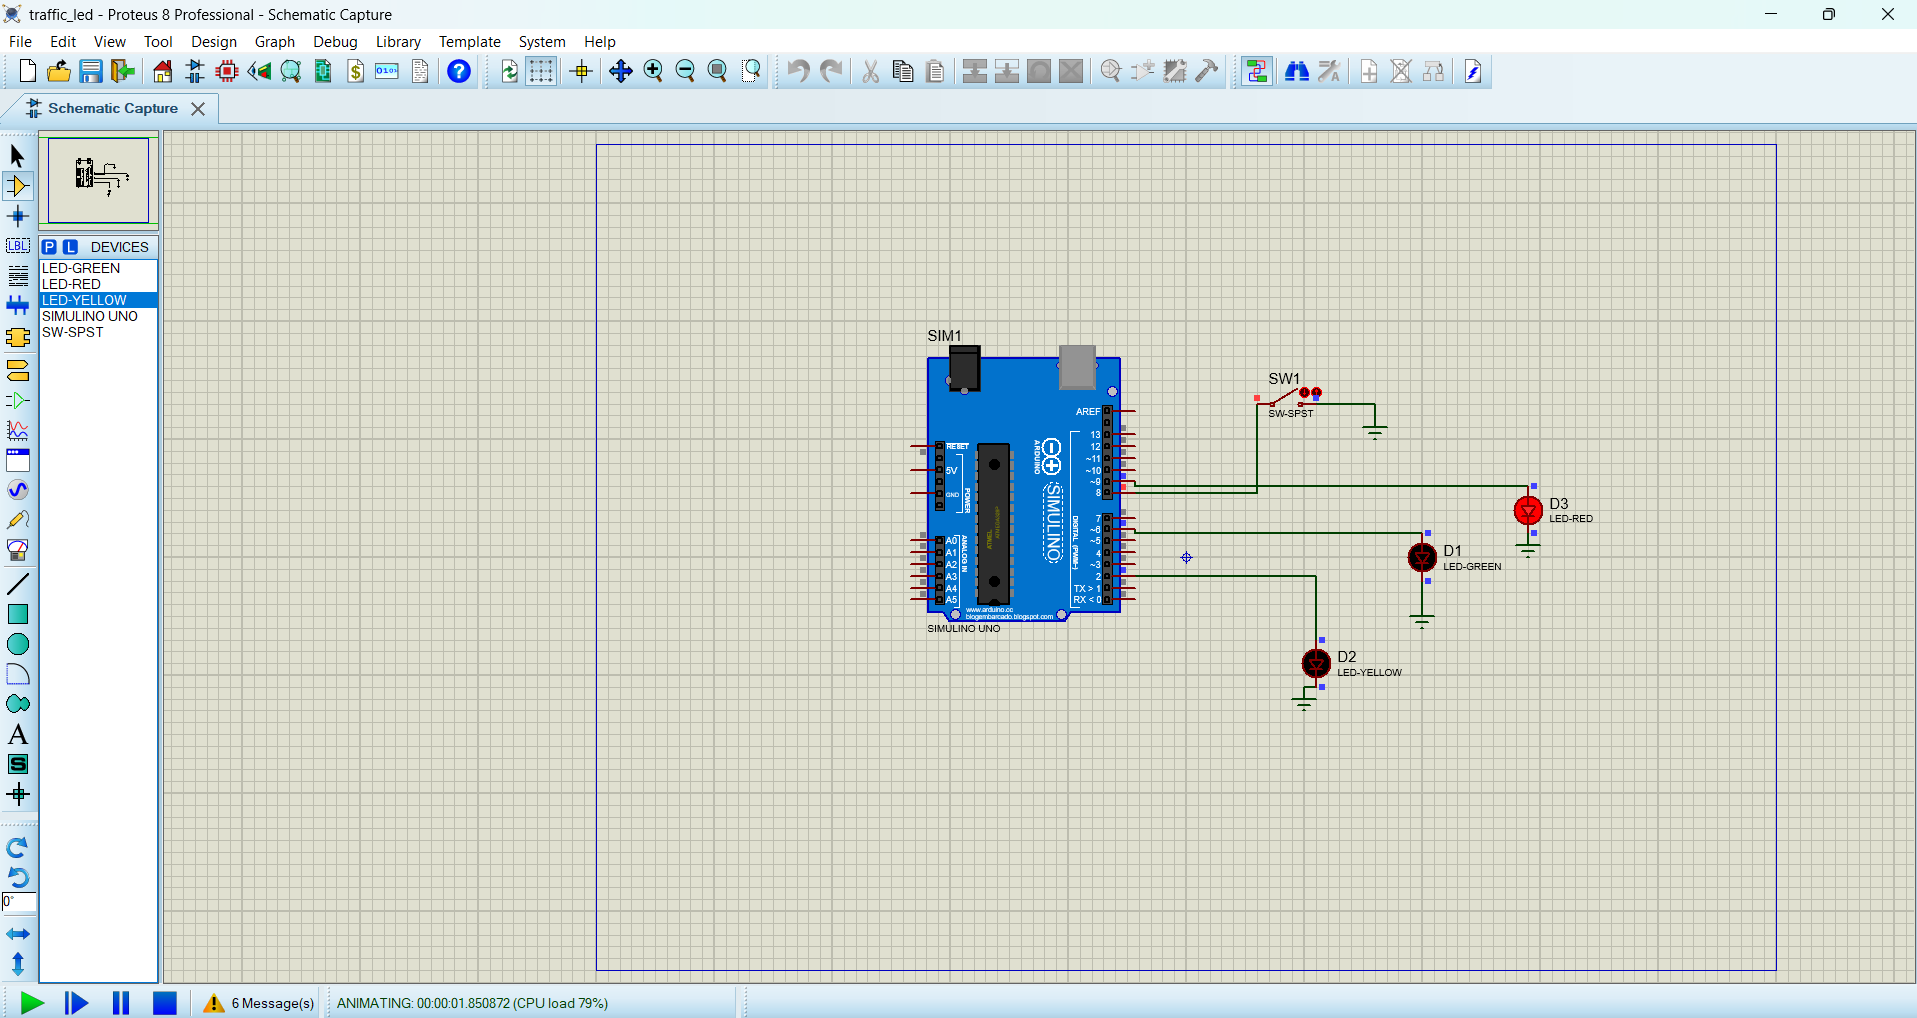 traffic_led - Proteus 8 Professional - Schematic Capture
File Edit View Tool Design Graph Debug Library Template System Help
Schematic Capture
P L DEVICES
LED-GREEN
LED-RED
LED-YELLOW
SIMULINO UNO
SW-SPST
LBL
A
S
0°
SIM1
AREF
RESET
5V
GND
POWER
13
12
~11
~10
~9
8
7
~6
~5
4
~3
2
TX > 1
RX < 0
A0
A1
A2
A3
A4
A5
ANALOG IN
ATMEL
ARDUINO
SIMULINO
DIGITAL (PWM~)
www.arduino.cc
blogembarcado.blogspot.com
SIMULINO UNO
SW1
SW-SPST
D3
LED-RED
D1
LED-GREEN
D2
LED-YELLOW
6 Message(s)
ANIMATING: 00:00:01.850872 (CPU load 79%)